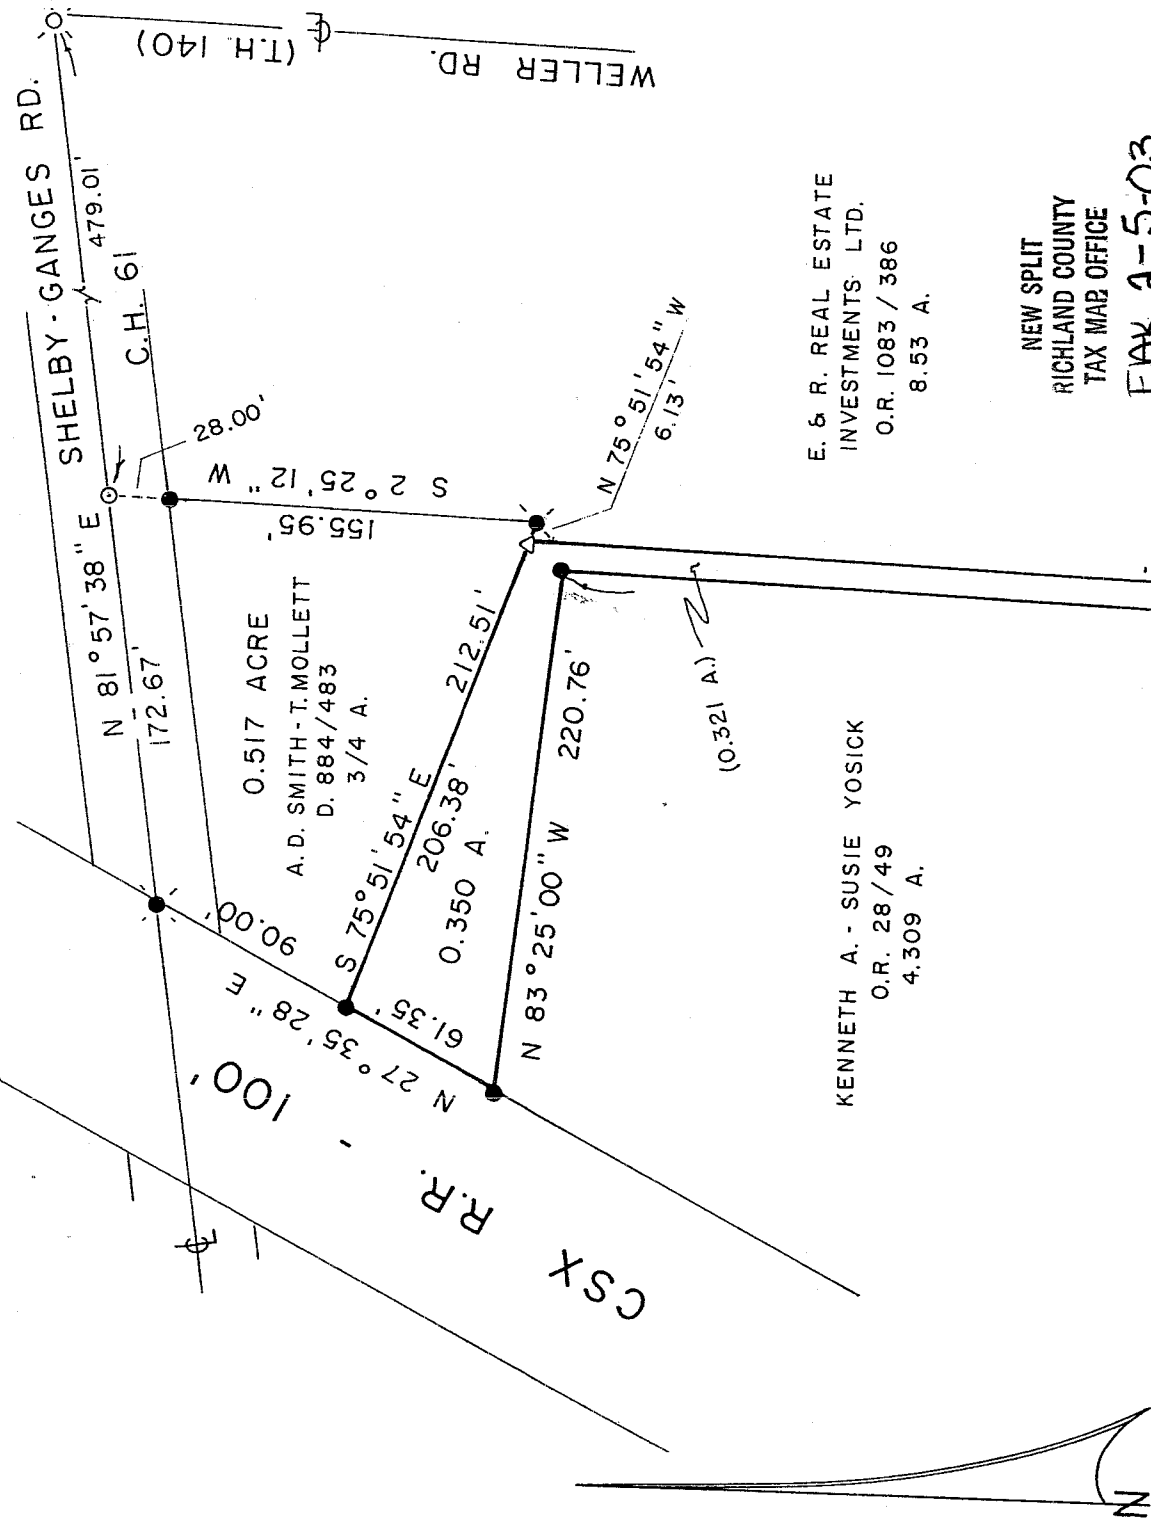 SHELBY-GANGES RD.
479.01'
C.H. 61
WELLER RD.
(T.H. 140)
N 81° 57' 38" E
172.67'
28.00'
S 2° 25' 12" W
155.95'
N 75° 51' 54" W
6.13'
0.517 ACRE
A.D. SMITH - T. MOLLETT
D. 884/483
3/4 A.
90.00'
S 75° 51' 54" E
212.51'
206.38'
0.350 A.
61.35'
N 27° 35' 28" E
N 83° 25' 00" W
220.76'
(0.321 A.)
E. & R. REAL ESTATE
INVESTMENTS LTD.
O.R. 1083 / 386
8.53 A.
KENNETH A. - SUSIE YOSICK
O.R. 28/49
4.309 A.
CSX R.R. - 100'
NEW SPLIT
RICHLAND COUNTY
TAX MAP OFFICE
2-5-03
N